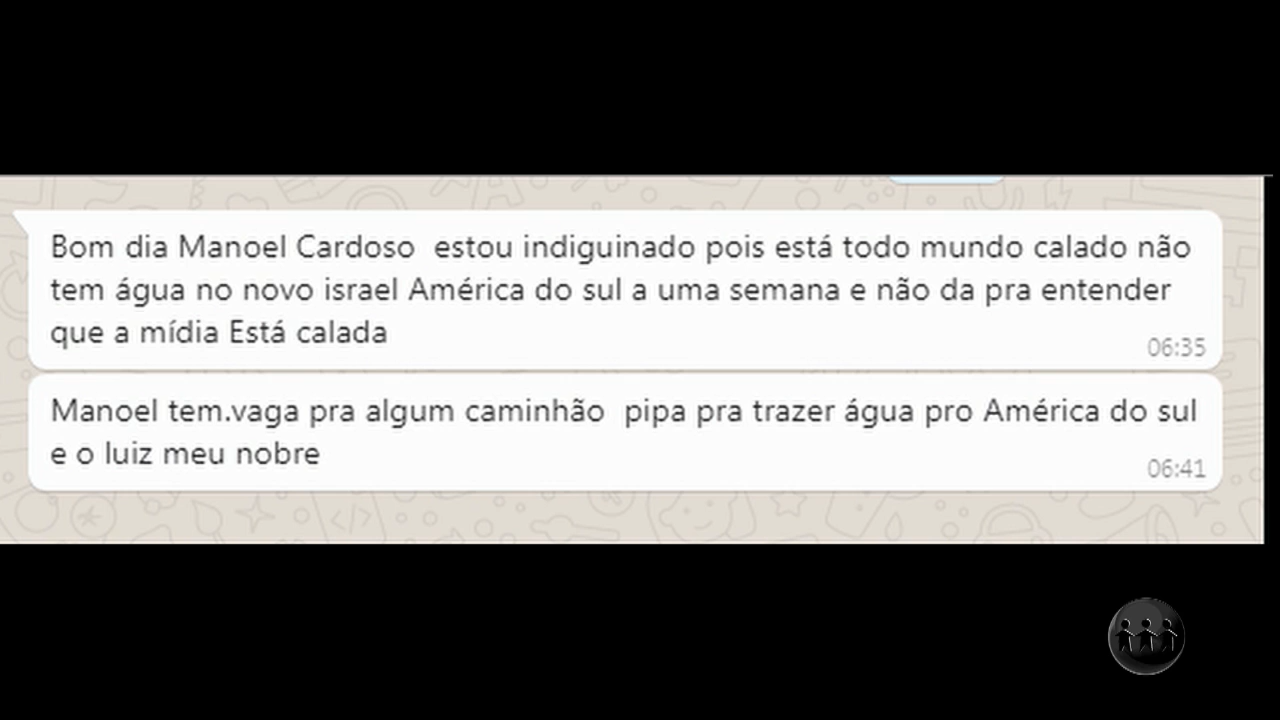 Bom dia Manoel Cardoso  estou indiguinado pois está todo mundo calado não
tem água no novo israel América do sul a uma semana e não da pra entender
que a mídia Está calada
06:35
Manoel tem.vaga pra algum caminhão  pipa pra trazer água pro América do sul
e o luiz meu nobre
06:41